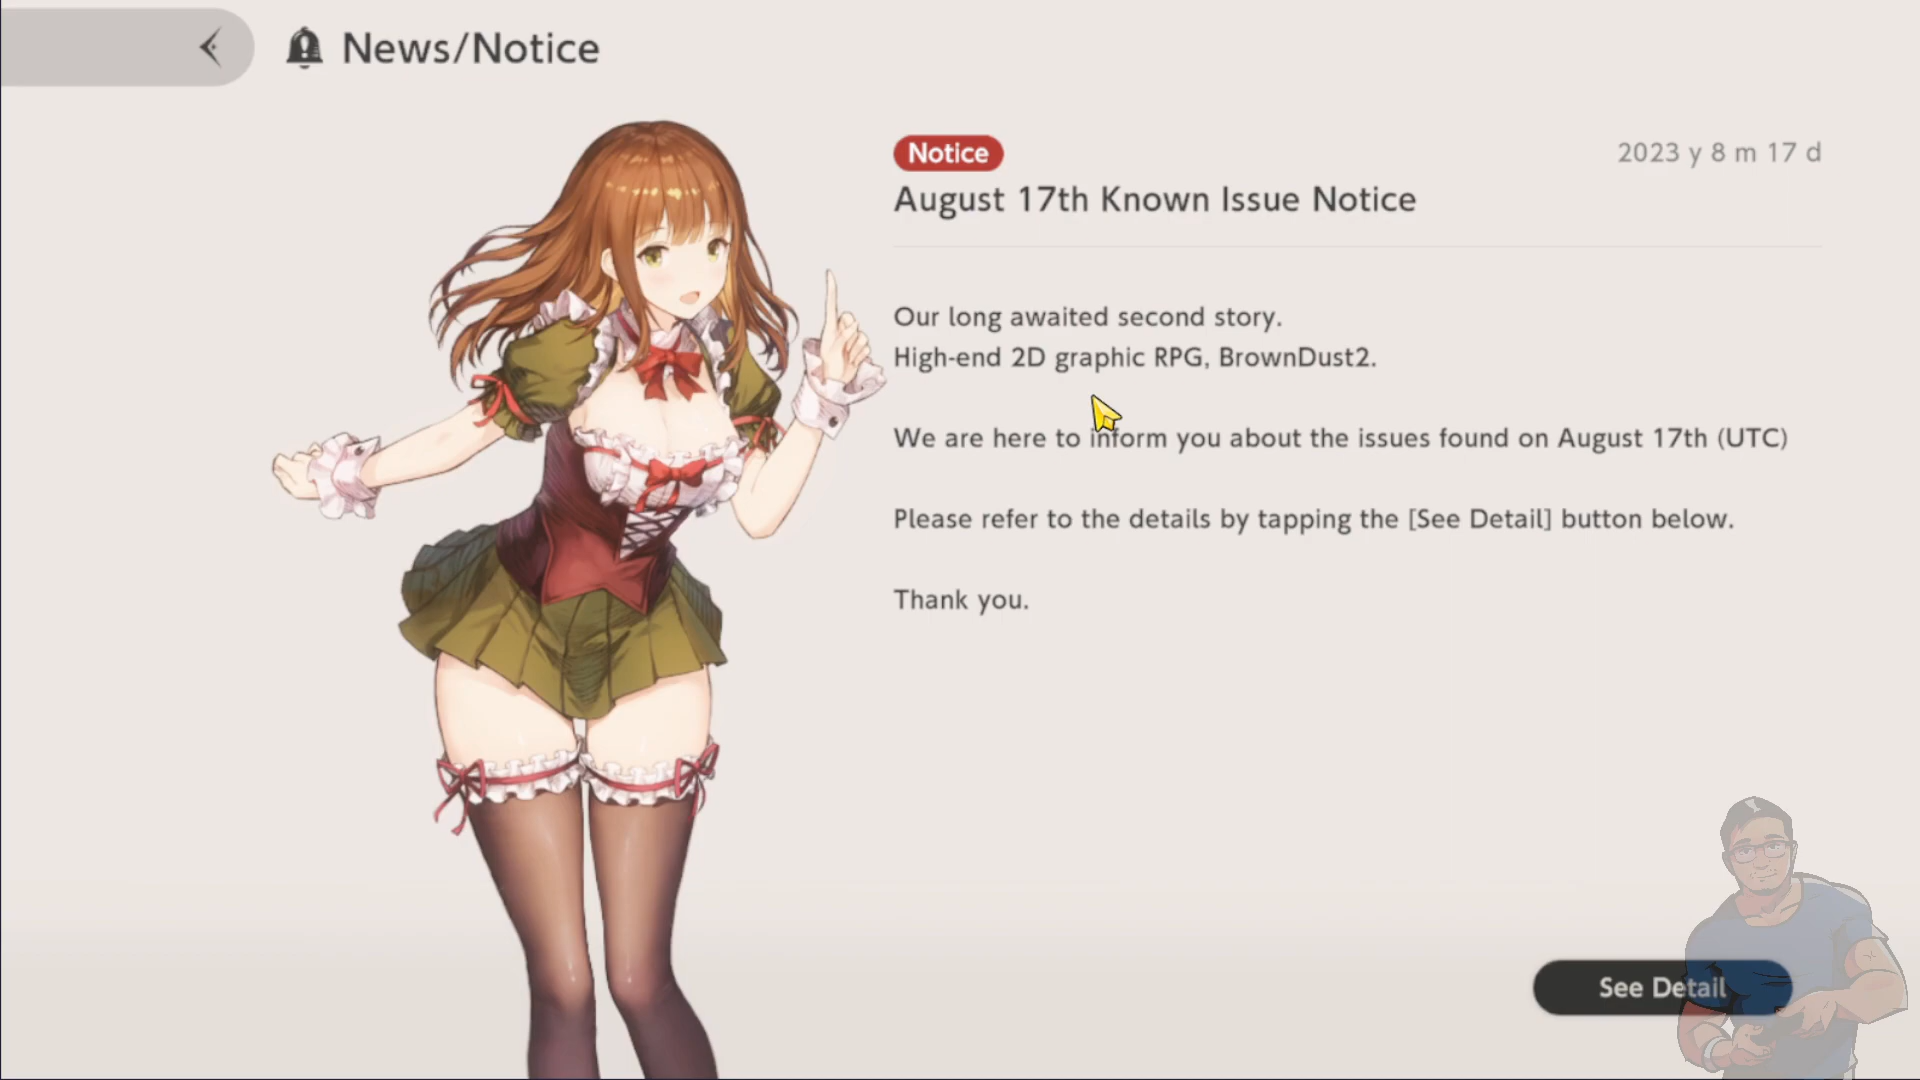 News/Notice
Notice
2023 y 8 m 17 d
August 17th Known Issue Notice
Our long awaited second story.
High-end 2D graphic RPG, BrownDust2.
We are here to inform you about the issues found on August 17th (UTC)
Please refer to the details by tapping the [See Detail] button below.
Thank you.
See Detail